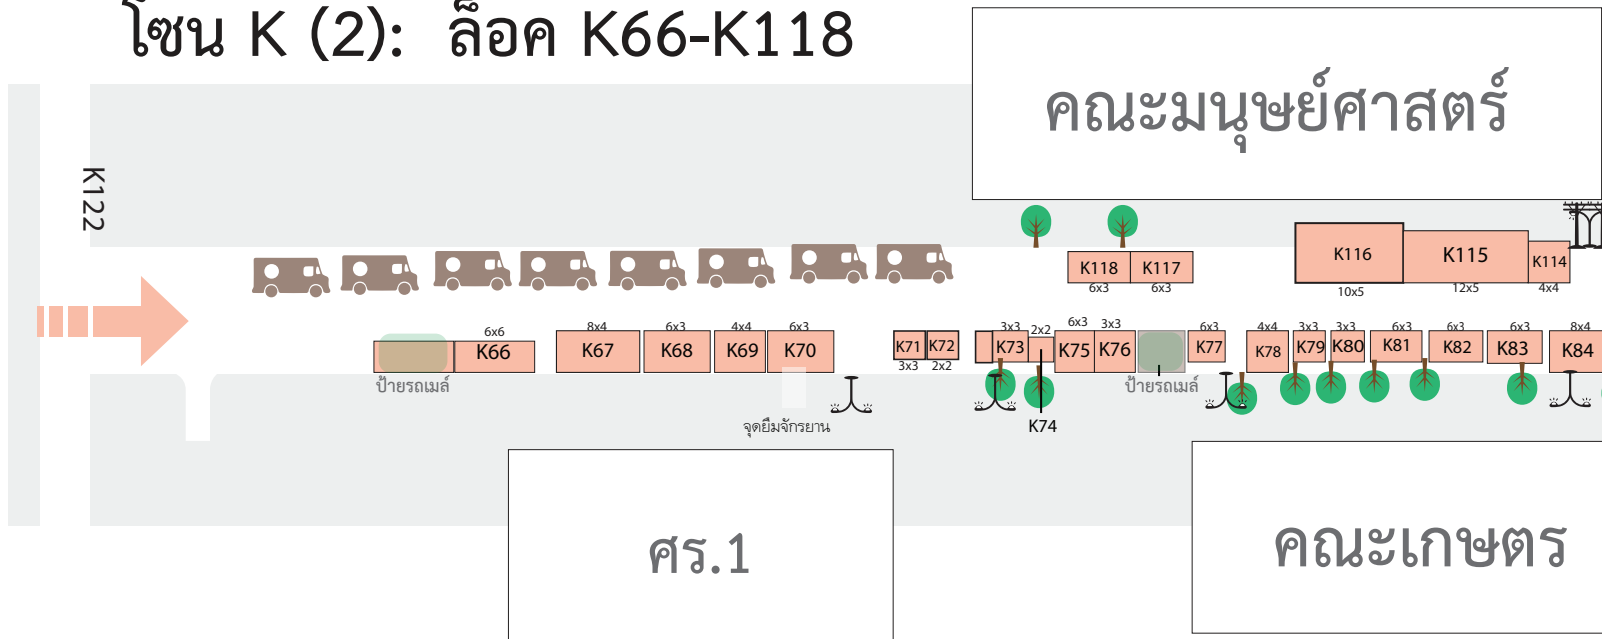 โซน K (2): ล็อค K66-K118
คณะมนุษย์ศาสตร์
K122
K118 K117 K116 K115 K114
6x3 6x3 10x5 12x5 4x4
6x6 8x4 6x3 4x4 6x3 3x3 2x2 6x3 3x3 6x3 4x4 3x3 3x3 6x3 6x3 6x3 8x4
K66 K67 K68 K69 K70 K71 K72 K73 K75 K76 K77 K78 K79 K80 K81 K82 K83 K84
3x3 2x2
ป้ายรถเมล์ ป้ายรถเมล์
จุดยืมจักรยาน K74
ศร.1
คณะเกษตร